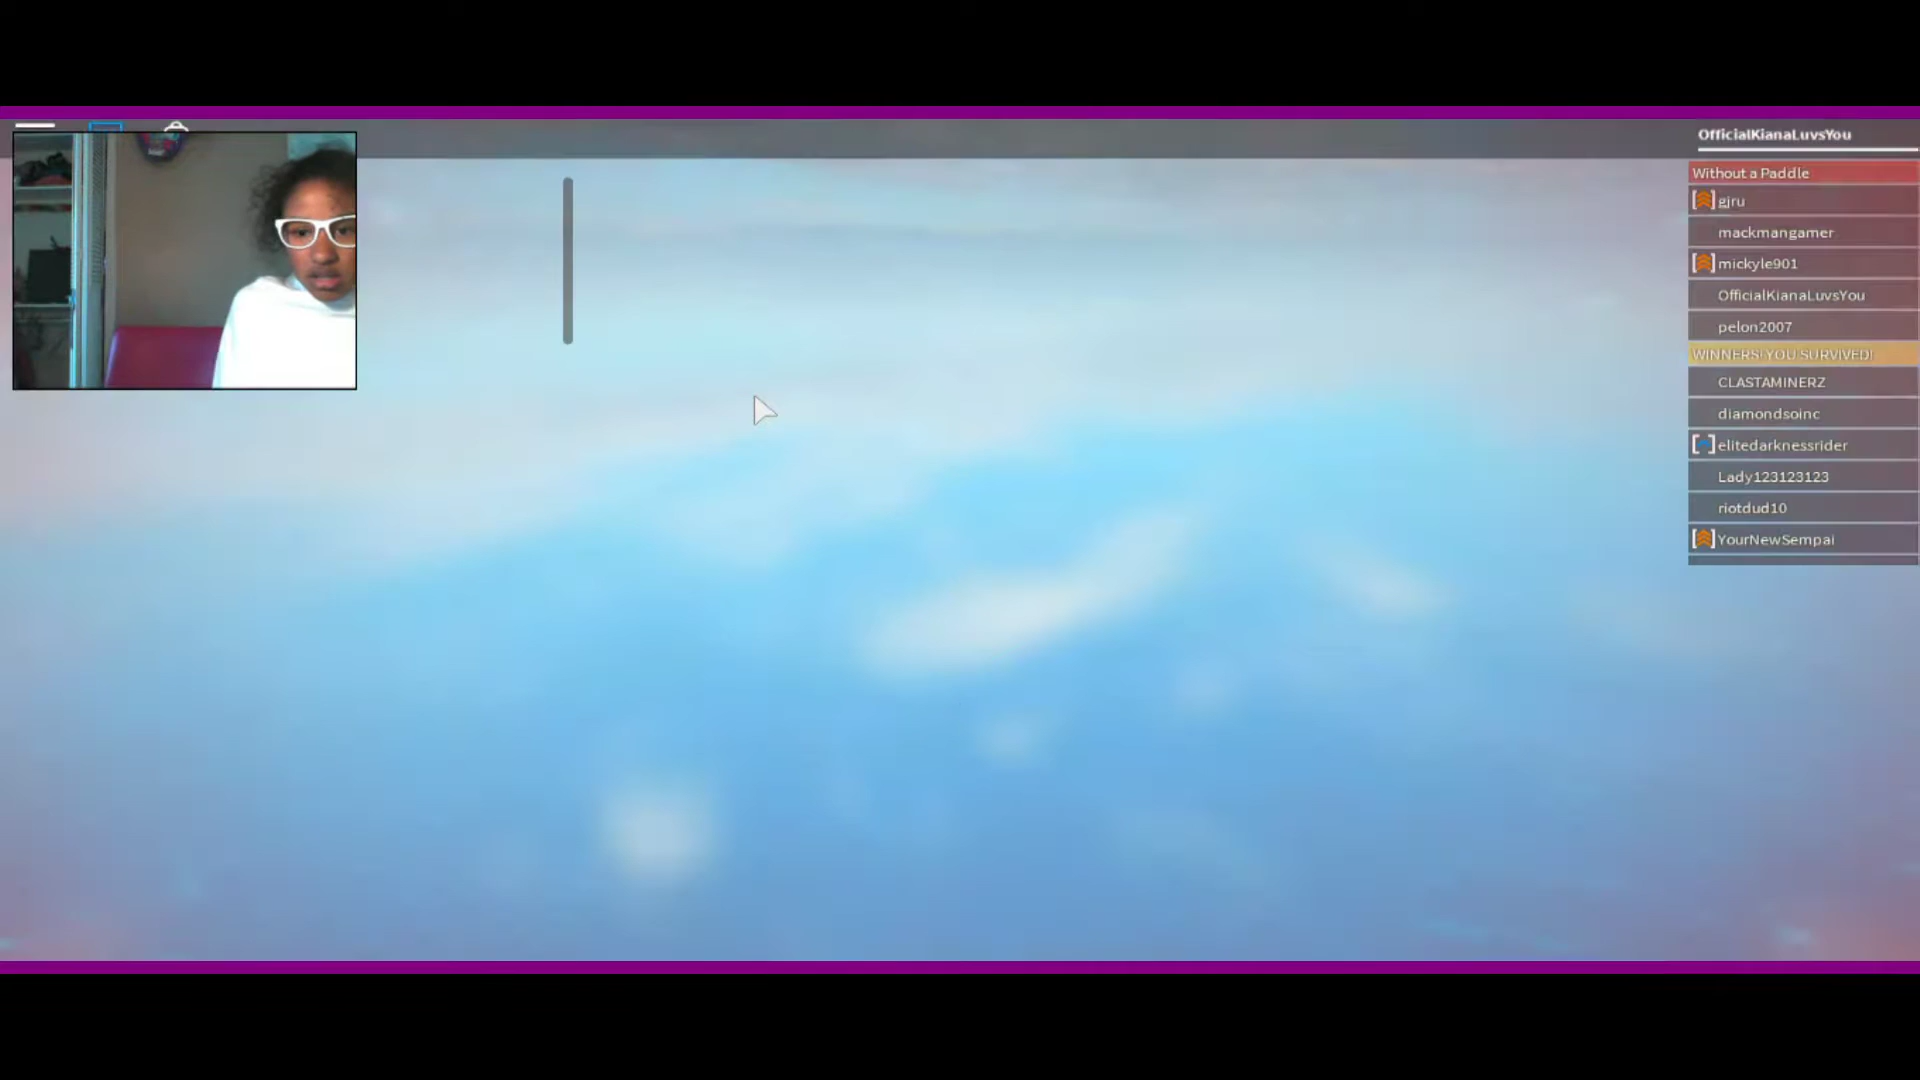 OfficialKianaLuvsYou
Without a Paddle
gjru
mackmangamer
mickyle901
OfficialKianaLuvsYou
pelon2007
WINNERS! YOU SURVIVED!
CLASTAMINERZ
diamondsoinc
elitedarknessrider
Lady123123123
riotdud10
YourNewSempai